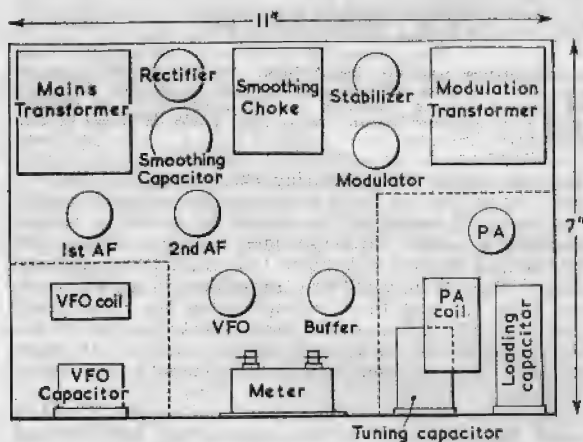 11"
Mains
Transformer
Rectifier
Smoothing
Capacitor
Smoothing
Choke
Stabilizer
Modulator
Modulation
Transformer
7"
1st AF
2nd AF
PA
VFO coil
VFO
Buffer
PA
coil
Loading
capacitor
VFO
Capacitor
Meter
Tuning capacitor